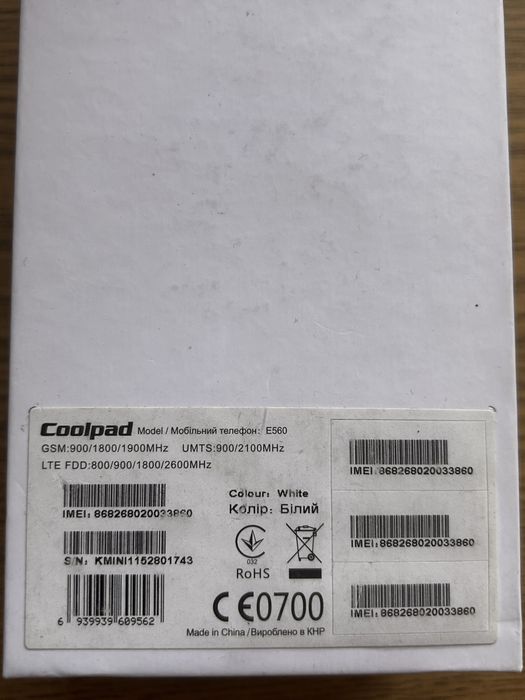 Coolpad Model / Мобільний телефон: E560
GSM:900/1800/1900MHz UMTS:900/2100MHz
LTE FDD:800/900/1800/2600MHz
IMEI: 868268020033860
S/N: KMINI1152801743
6 939939 609562
Colour: White
Колір: Білий
032
RoHS
CE0700
Made in China / Вироблено в КНР
IMEI: 868268020033860
IMEI: 868268020033860
IMEI: 868268020033860